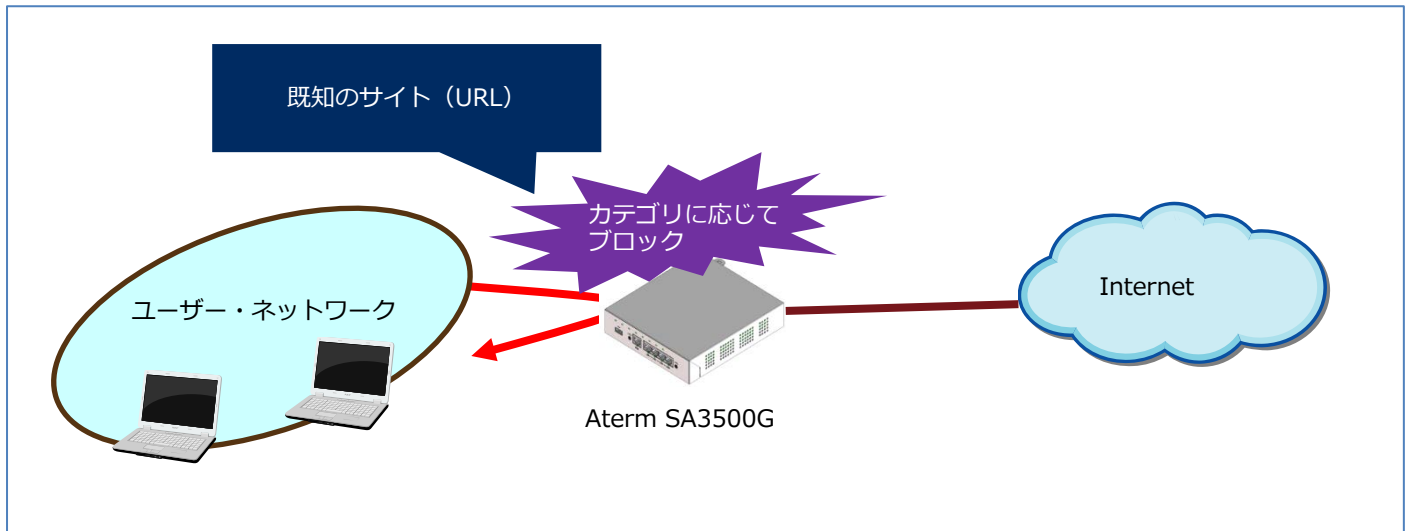 既知のサイト（URL）
カテゴリに応じて
ブロック
ユーザー・ネットワーク
Internet
Aterm SA3500G